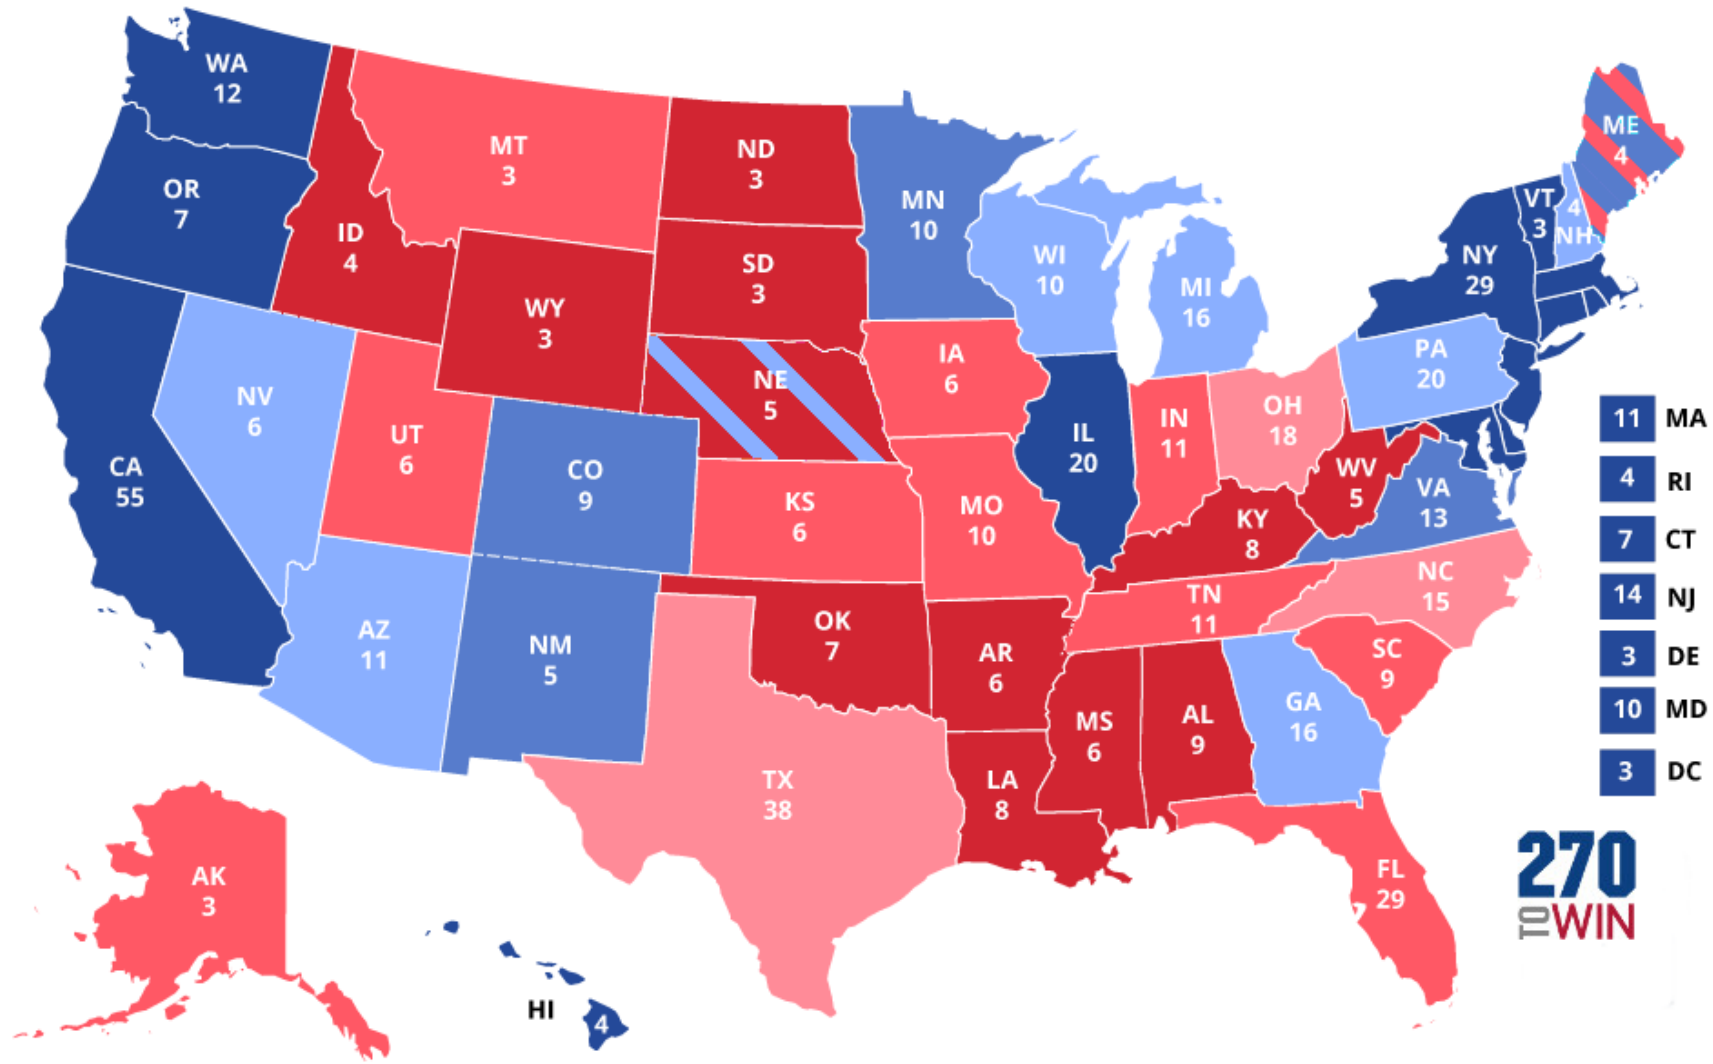 WA
12
OR
7
CA
55
NV
6
ID
4
MT
3
WY
3
UT
6
AZ
11
CO
9
NM
5
ND
3
SD
3
NE
5
KS
6
OK
7
TX
38
MN
10
IA
6
MO
10
AR
6
LA
8
WI
10
IL
20
MI
16
IN
11
OH
18
KY
8
TN
11
MS
6
AL
9
GA
16
FL
29
SC
9
NC
15
VA
13
WV
5
PA
20
NY
29
VT
3
4
NH
ME
4
11 MA
4 RI
7 CT
14 NJ
3 DE
10 MD
3 DC
AK
3
HI
4
270
TO WIN